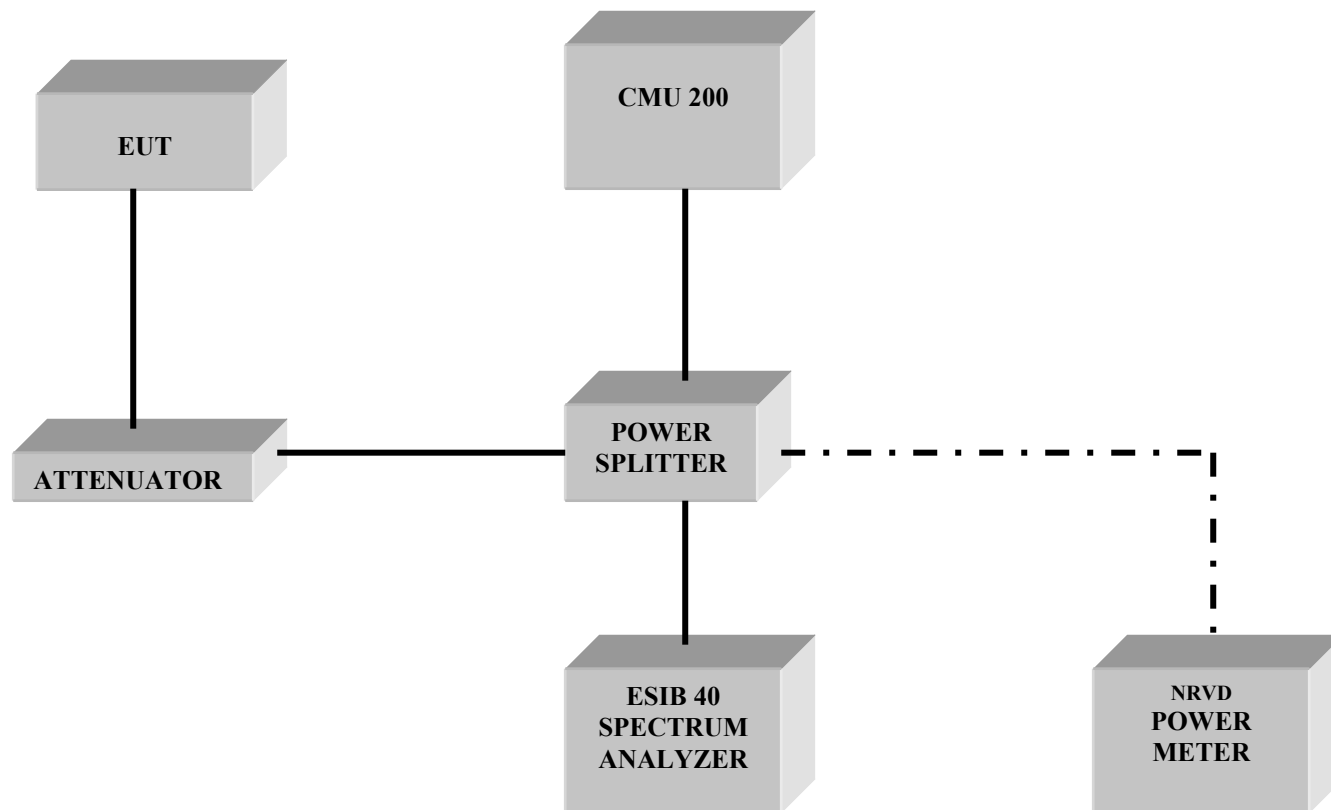 CMU 200
EUT
POWER
SPLITTER
ATTENUATOR
ESIB 40
SPECTRUM
ANALYZER
NRVD
POWER
METER